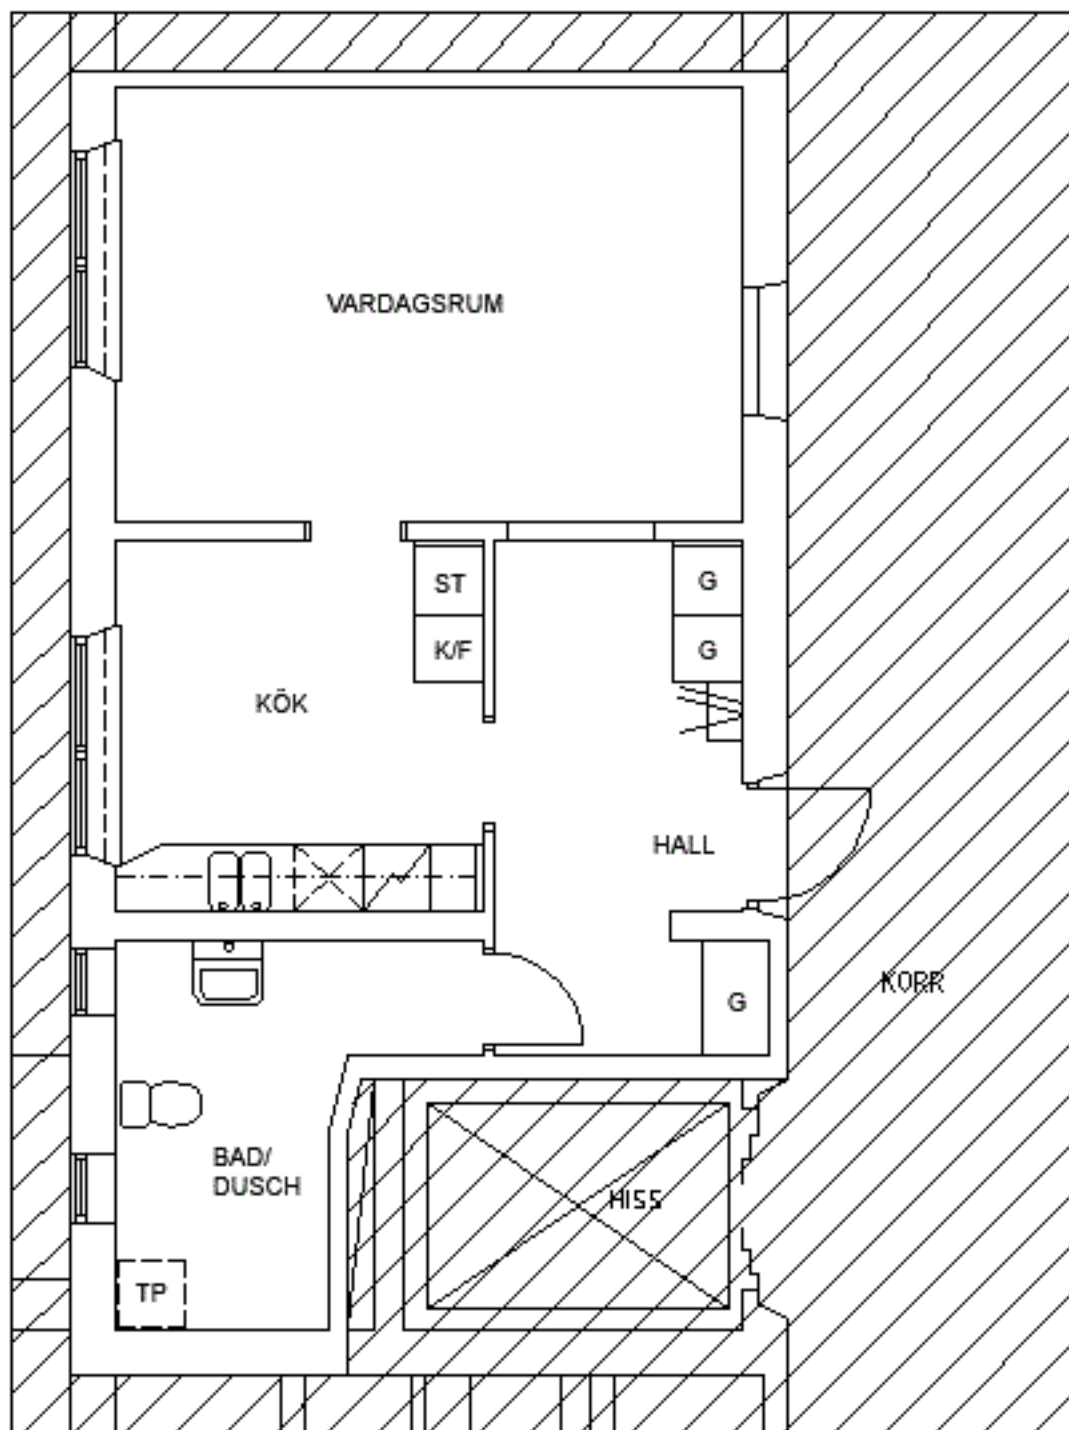 VARDAGSRUM
ST
G
K/F
G
KÖK
HALL
KORR
G
BAD/
DUSCH
HISS
TP